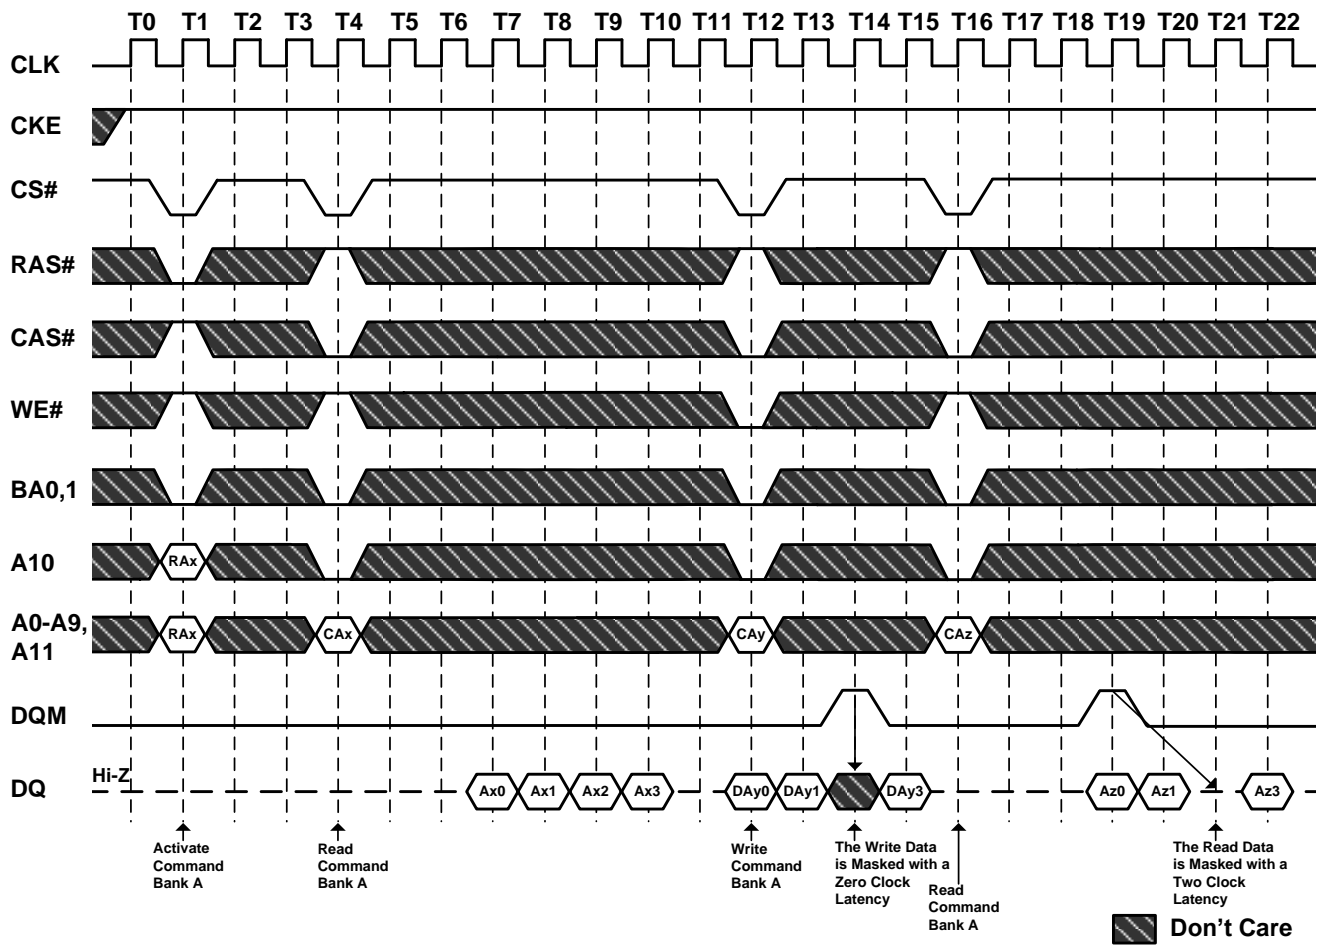 T0 T1 T2 T3 T4 T5 T6 T7 T8 T9 T10 T11 T12 T13 T14 T15 T16 T17 T18 T19 T20 T21 T22
CLK
CKE
CS#
RAS#
CAS#
WE#
BA0,1
A10
RAx
A0-A9,
A11
RAx CAx CAy CAz
DQM
Hi-Z
DQ
Ax0 Ax1 Ax2 Ax3 DAy0 DAy1 DAy3 Az0 Az1 Az3
Activate
Command
Bank A
Read
Command
Bank A
Write
Command
Bank A
The Write Data
is Masked with a
Zero Clock
Latency
Read
Command
Bank A
The Read Data
is Masked with a
Two Clock
Latency
Don't Care